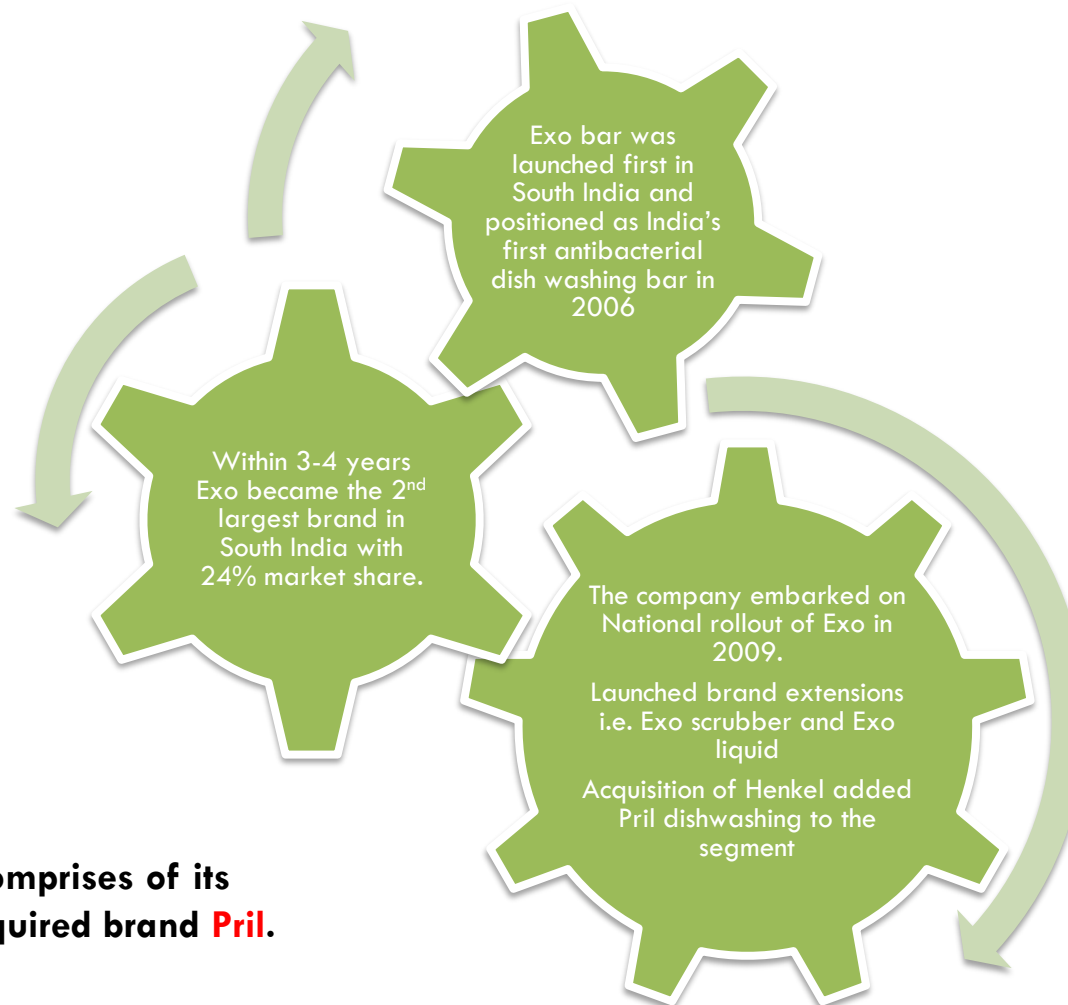 Exo bar was
launched first in
South India and
positioned as India's
first antibacterial
dish washing bar in
2006
Within 3-4 years
Exo became the 2nd
largest brand in
South India with
24% market share.
The company embarked on
National rollout of Exo in
2009.
Launched brand extensions
i.e. Exo scrubber and Exo
liquid
Acquisition of Henkel added
Pril dishwashing to the
segment
of its
brand Pril.